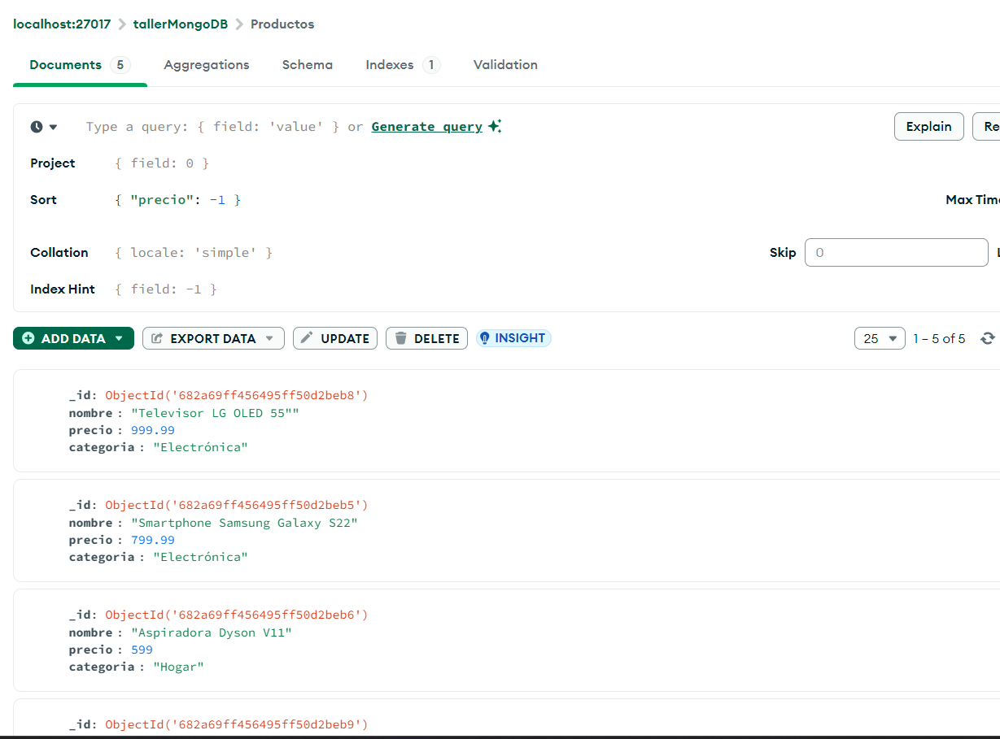 localhost:27017 > tallerMongoDB > Productos
Documents 5 Aggregations Schema Indexes 1 Validation
Type a query: { field: 'value' } or Generate query Explain Re
Project { field: 0 }
Sort { "precio": -1 } Max Time
Collation { locale: 'simple' } Skip 0
Index Hint { field: -1 }
ADD DATA EXPORT DATA UPDATE DELETE INSIGHT 25 1 – 5 of 5
_id: ObjectId('682a69ff456495ff50d2beb8')
nombre : "Televisor LG OLED 55""
precio : 999.99
categoria : "Electrónica"
_id: ObjectId('682a69ff456495ff50d2beb5')
nombre : "Smartphone Samsung Galaxy S22"
precio : 799.99
categoria : "Electrónica"
_id: ObjectId('682a69ff456495ff50d2beb6')
nombre : "Aspiradora Dyson V11"
precio : 599
categoria : "Hogar"
_id: ObjectId('682a69ff456495ff50d2beb9')